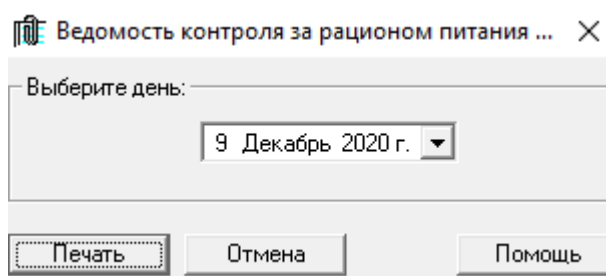 Ведомость контроля за рационом питания ...
Выберите день:
9 Декабрь 2020 г.
Печать Отмена Помощь